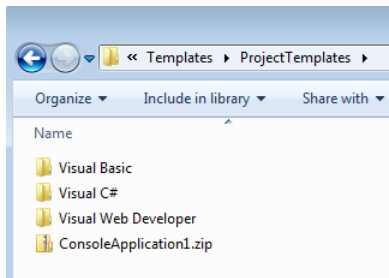 « Templates ▸ ProjectTemplates ▸
Organize ▾ Include in library ▾ Share with ▾
Name
Visual Basic
Visual C#
Visual Web Developer
ConsoleApplication1.zip